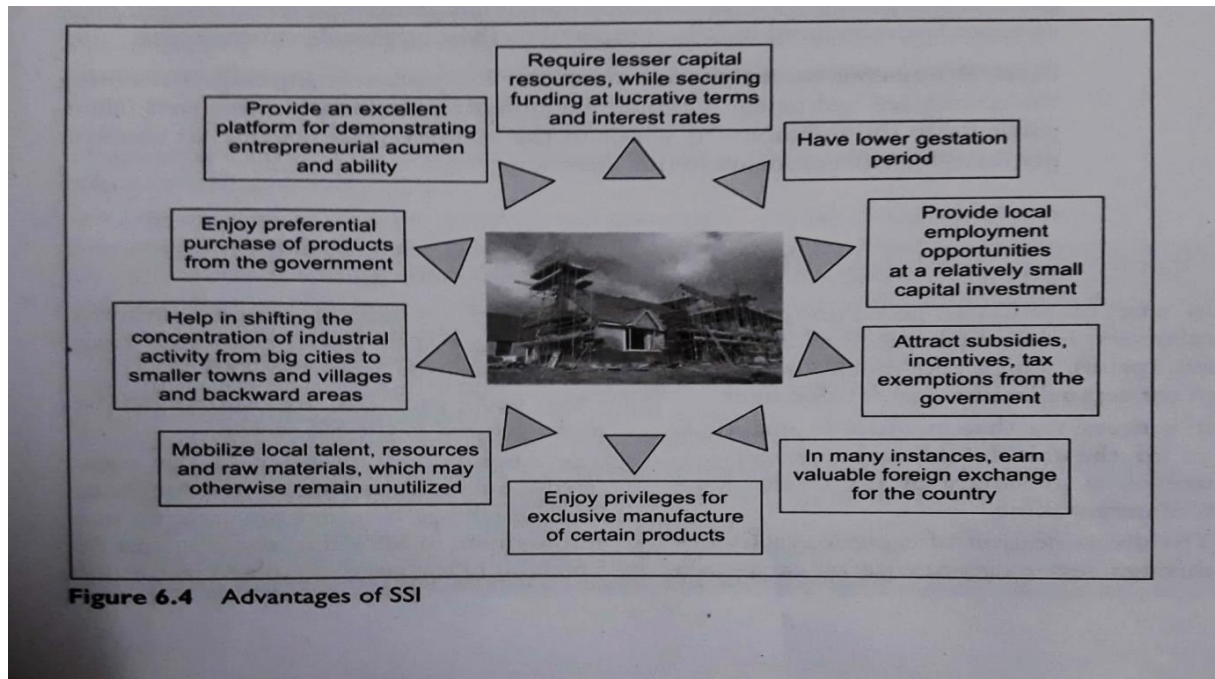 Require lesser capital
resources, while securing
funding at lucrative terms
and interest rates
Have lower gestation
period
Provide local
employment
opportunities
at a relatively small
capital investment
Attract subsidies,
incentives, tax
exemptions from the
government
In many instances, earn
valuable foreign exchange
for the country
Enjoy privileges for
exclusive manufacture
of certain products
Mobilize local talent, resources
and raw materials, which may
otherwise remain unutilized
Help in shifting the
concentration of industrial
activity from big cities to
smaller towns and villages
and backward areas
Enjoy preferential
purchase of products
from the government
Provide an excellent
platform for demonstrating
entrepreneurial acumen
and ability
Figure 6.4 Advantages of SSI